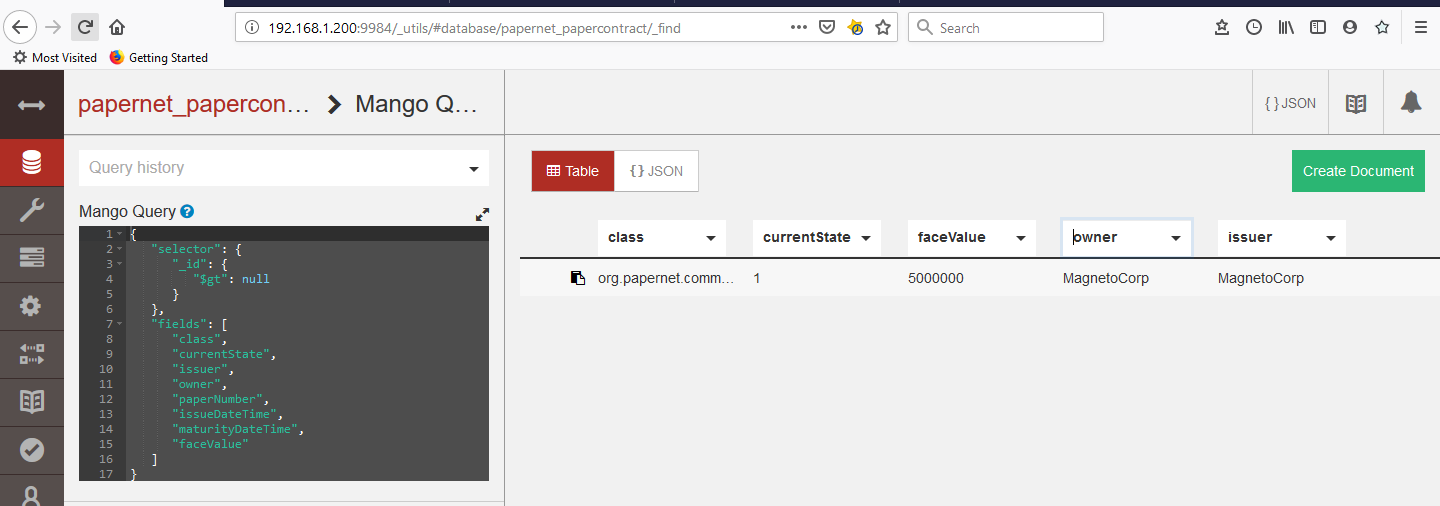 192.168.1.200:9984/_utils/#database/papernet_papercontract/_find
Search
Most Visited
Getting Started
papernet_papercon… Mango Q…
{ } JSON
Query history
Table
{ } JSON
Create Document
Mango Query
1 {
2 "selector": {
3 "_id": {
4 "$gt": null
5 }
6 },
7 "fields": [
8 "class",
9 "currentState",
10 "issuer",
11 "owner",
12 "paperNumber",
13 "issueDateTime",
14 "maturityDateTime",
15 "faceValue"
16 ]
17 }
class currentState faceValue owner issuer
org.papernet.comm… 1 5000000 MagnetoCorp MagnetoCorp